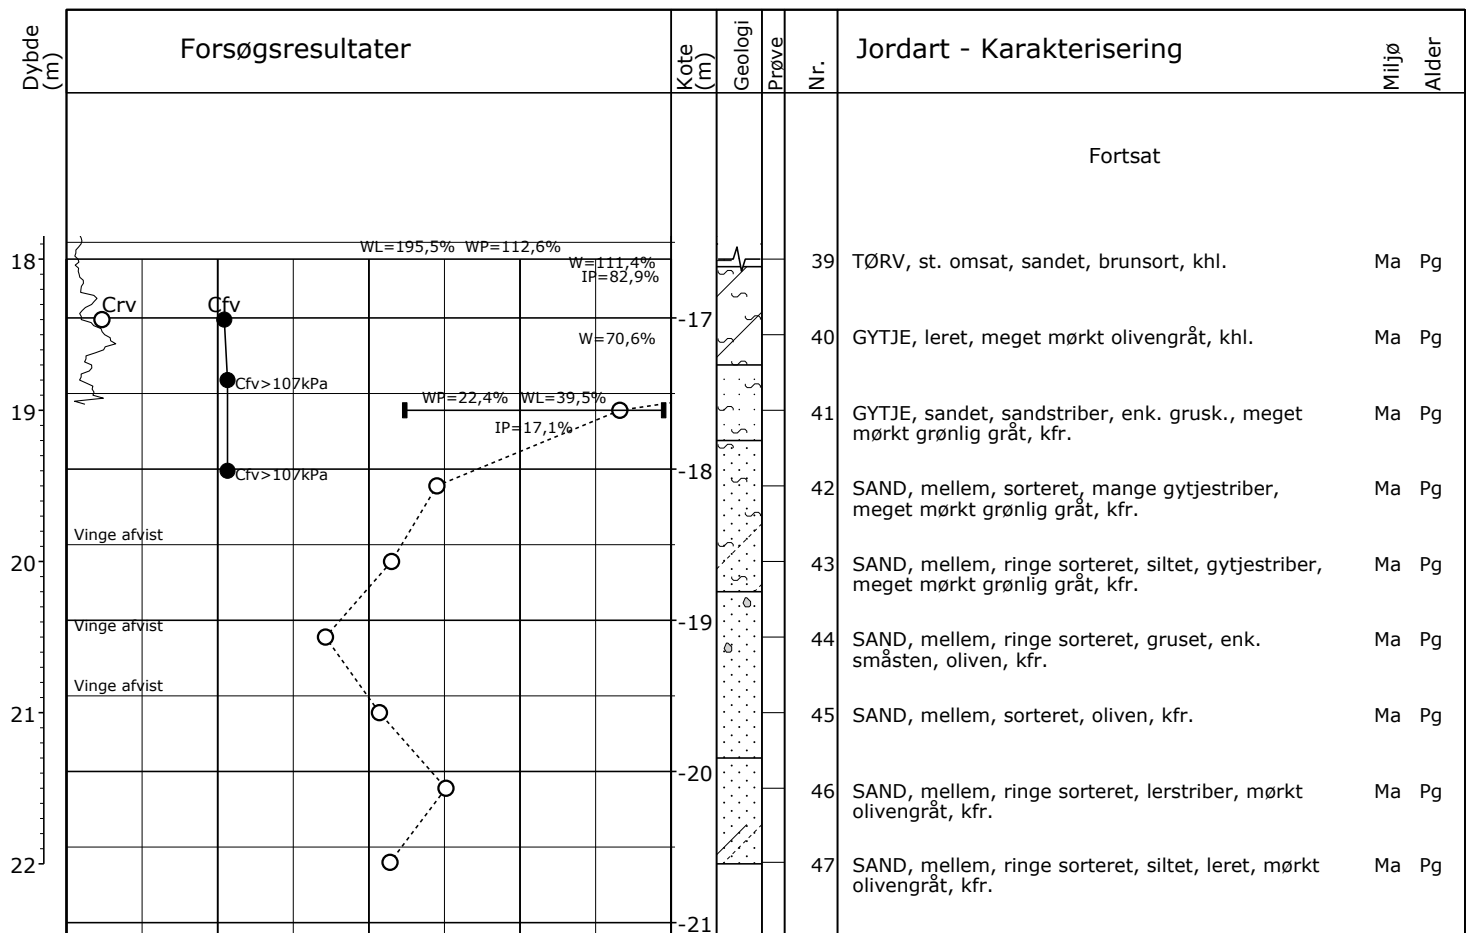 Dybde
(m)
Forsøgsresultater
Kote
(m)
Geologi
Prøve
Nr.
Jordart - Karakterisering
Miljø
Alder
Fortsat
WL=195,5% WP=112,6%
18
W=111,4%
39 TØRV, st. omsat, sandet, brunsort, khl. Ma Pg
IP=82,9%
Crv
Cfv
-17
W=70,6%
40 GYTJE, leret, meget mørkt olivengråt, khl. Ma Pg
Cfv>107kPa
WP=22,4% WL=39,5%
19
41 GYTJE, sandet, sandstriber, enk. grusk., meget Ma Pg
mørkt grønlig gråt, kfr.
IP=17,1%
Cfv>107kPa
-18
42 SAND, mellem, sorteret, mange gytjestriber, Ma Pg
meget mørkt grønlig gråt, kfr.
Vinge afvist
20
43 SAND, mellem, ringe sorteret, siltet, gytjestriber, Ma Pg
meget mørkt grønlig gråt, kfr.
Vinge afvist
-19
44 SAND, mellem, ringe sorteret, gruset, enk. Ma Pg
småsten, oliven, kfr.
Vinge afvist
21
45 SAND, mellem, sorteret, oliven, kfr. Ma Pg
-20
46 SAND, mellem, ringe sorteret, lerstriber, mørkt Ma Pg
olivengråt, kfr.
22
47 SAND, mellem, ringe sorteret, siltet, leret, mørkt Ma Pg
olivengråt, kfr.
-21